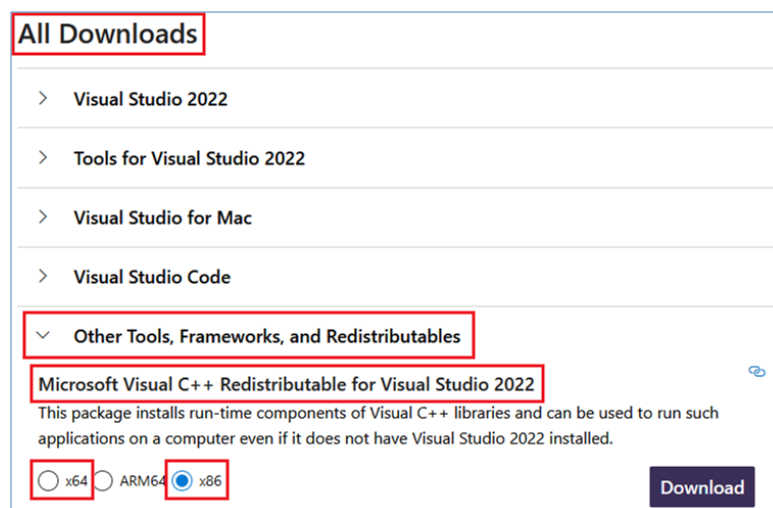 All Downloads
Visual Studio 2022
Tools for Visual Studio 2022
Visual Studio for Mac
Visual Studio Code
Other Tools, Frameworks, and Redistributables
Microsoft Visual C++ Redistributable for Visual Studio 2022
This package installs run-time components of Visual C++ libraries and can be used to run such
applications on a computer even if it does not have Visual Studio 2022 installed.
x64 ARM64 x86 Download